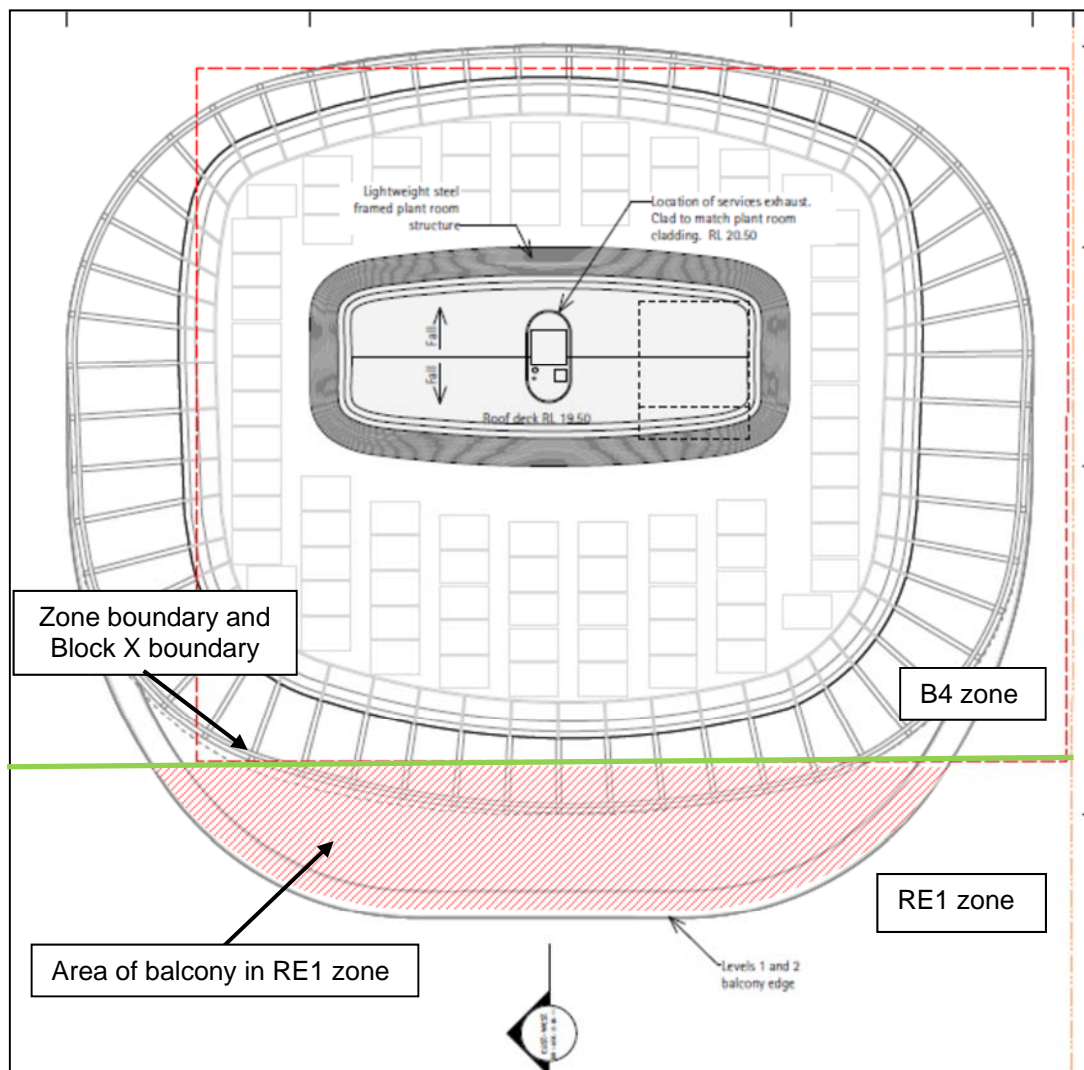 Lightweight steel
framed plant room
structure
Location of services exhaust.
Clad to match plant room
cladding. RL 20.50
Fall
Fall
Roof deck RL 19.50
Zone boundary and
Block X boundary
B4 zone
RE1 zone
Area of balcony in RE1 zone
Levels 1 and 2
balcony edge
east-west